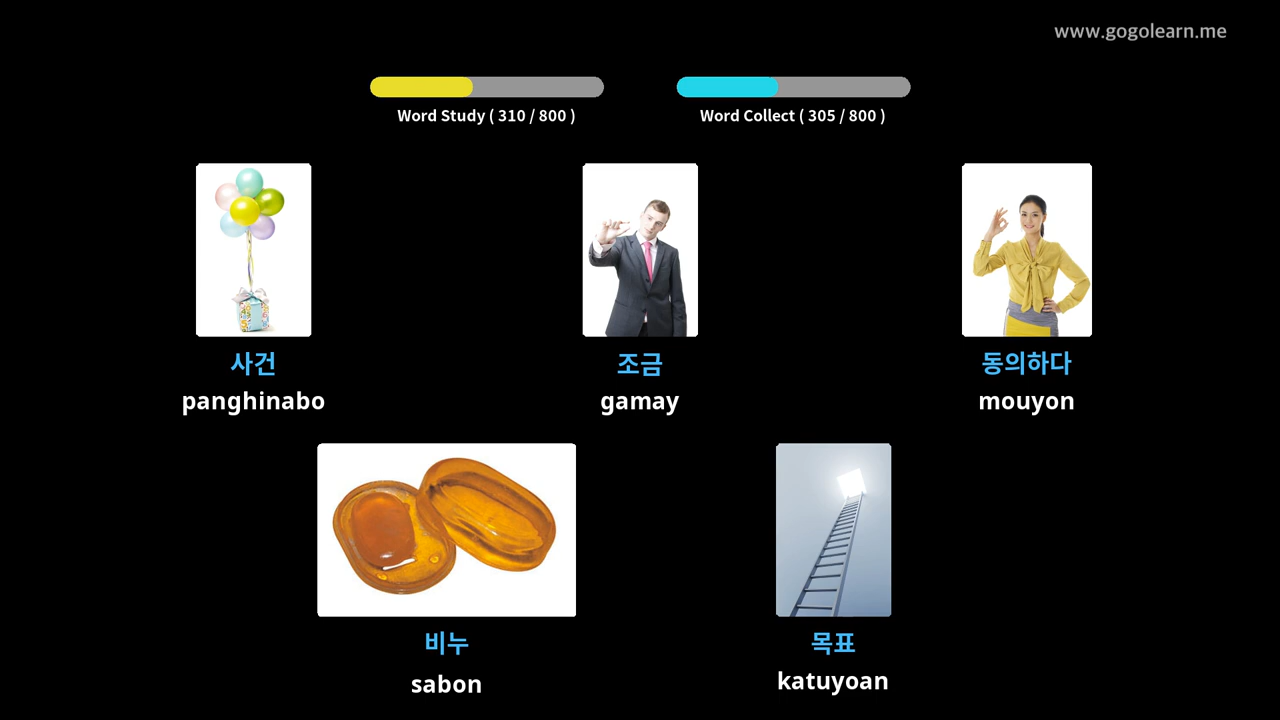 www.gogolearn.me
Word Study ( 310 / 800 )
Word Collect ( 305 / 800 )
사건
panghinabo
조금
gamay
동의하다
mouyon
비누
sabon
목표
katuyoan